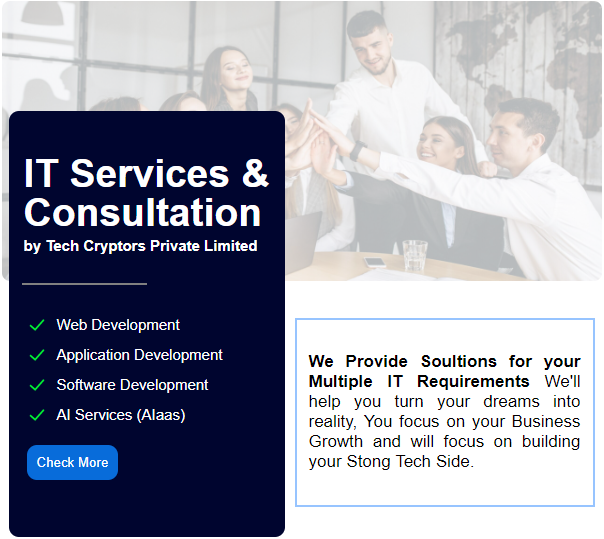 IT Services &
Consultation
by Tech Cryptors Private Limited
Web Development
Application Development
Software Development
AI Services (AIaas)
Check More
We Provide Soultions for your
Multiple IT Requirements We'll
help you turn your dreams into
reality, You focus on your Business
Growth and will focus on building
your Stong Tech Side.